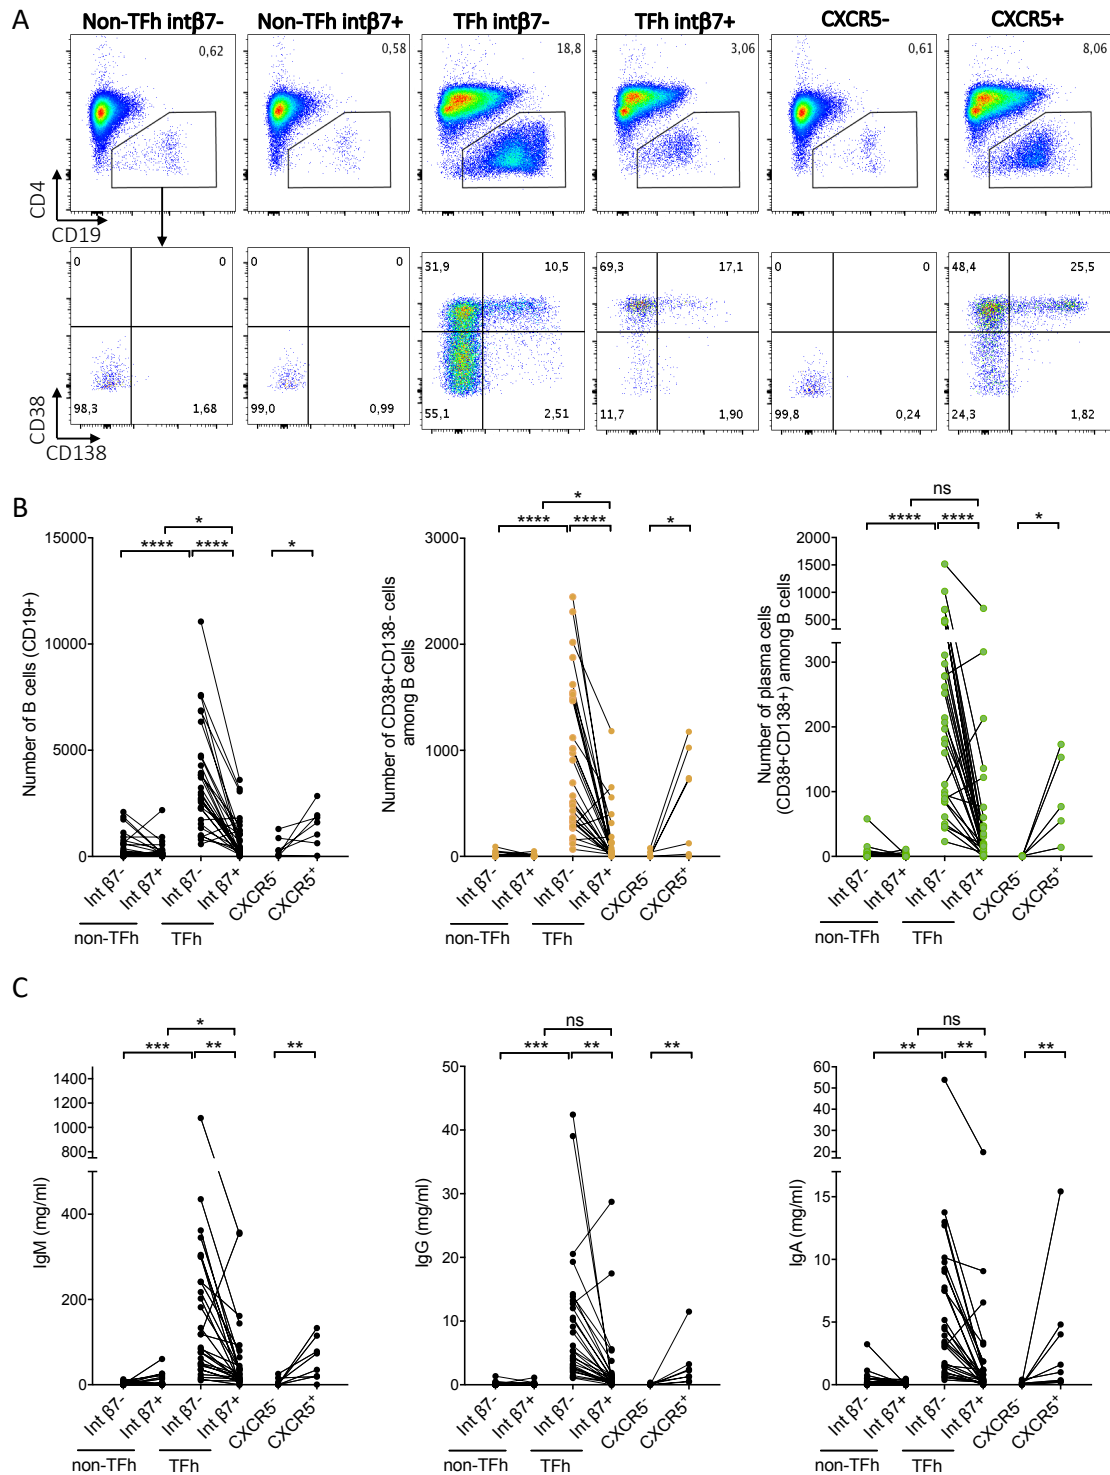 A
Non-TFh intβ7-
Non-TFh intβ7+
TFh intβ7-
TFh intβ7+
CXCR5-
CXCR5+
0,62
0,58
18,8
3,06
0,61
8,06
CD4
CD19
0 0
0 0
31,9 10,5
69,3 17,1
0 0
48,4 25,5
98,3 1,68
99,0 0,99
55,1 2,51
11,7 1,90
99,8 0,24
24,3 1,82
CD38
CD138
B
*
**** **** *
15000
10000
5000
0
Number of B cells (CD19+)
Int β7-
Int β7+
Int β7-
Int β7+
CXCR5-
CXCR5+
non-TFh
TFh
*
**** **** *
3000
2000
1000
0
Number of CD38+CD138- cells
among B cells
Int β7-
Int β7+
Int β7-
Int β7+
CXCR5-
CXCR5+
non-TFh
TFh
ns
**** **** *
2000
1500
1000
500
300
200
100
0
Number of plasma cells
(CD38+CD138+) among B cells
Int β7-
Int β7+
Int β7-
Int β7+
CXCR5-
CXCR5+
non-TFh
TFh
C
*
*** ** **
1400
1200
1000
800
400
200
0
IgM (mg/ml)
Int β7-
Int β7+
Int β7-
Int β7+
CXCR5-
CXCR5+
non-TFh
TFh
ns
*** ** **
50
40
30
20
10
0
IgG (mg/ml)
Int β7-
Int β7+
Int β7-
Int β7+
CXCR5-
CXCR5+
non-TFh
TFh
ns
** ** **
60
50
40
30
20
15
10
5
0
IgA (mg/ml)
Int β7-
Int β7+
Int β7-
Int β7+
CXCR5-
CXCR5+
non-TFh
TFh